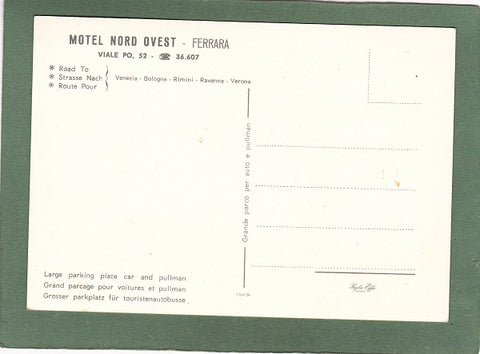 MOTEL NORD OVEST - FERRARA
VIALE PO, 52 - ☎ 36.607
* Road To
* Strasse Nach
* Route Pour
Venezia - Bologna - Rimini - Ravenna - Verona
Grande parco per auto e pullman
Large parking place car and pullman
Grand parcage pour voitures et pullman
Grosser parkplatz für touristenautobusse